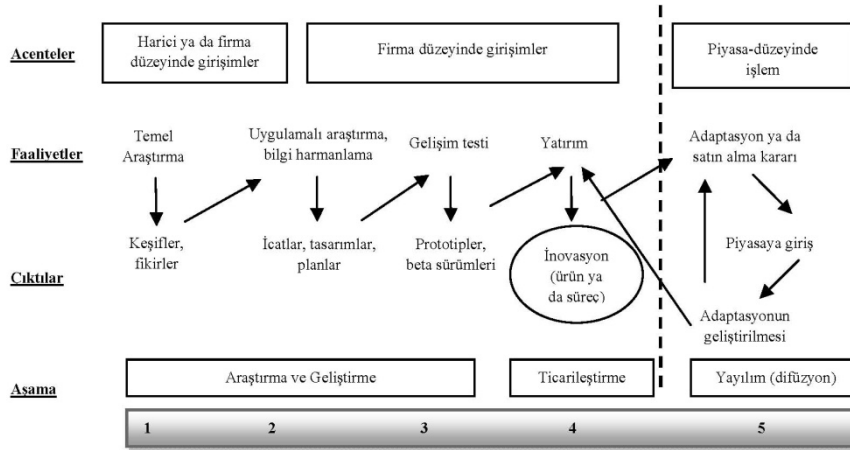 Acenteler
Harici ya da firma
düzeyinde girişimler
Firma düzeyinde girişimler
Piyasa-düzeyinde
işlem
Faaliyetler
Temel
Araştırma
Uygulamalı araştırma,
bilgi harmanlama
Gelişim testi
Yatırım
Adaptasyon ya da
satın alma kararı
Çıktılar
Keşifler,
fikirler
İcatlar, tasarımlar,
planlar
Prototipler,
beta sürümleri
İnovasyon
(ürün ya
da süreç)
Piyasaya giriş
Adaptasyonun
geliştirilmesi
Aşama
Araştırma ve Geliştirme
Ticarileştirme
Yayılım (difüzyon)
1
2
3
4
5